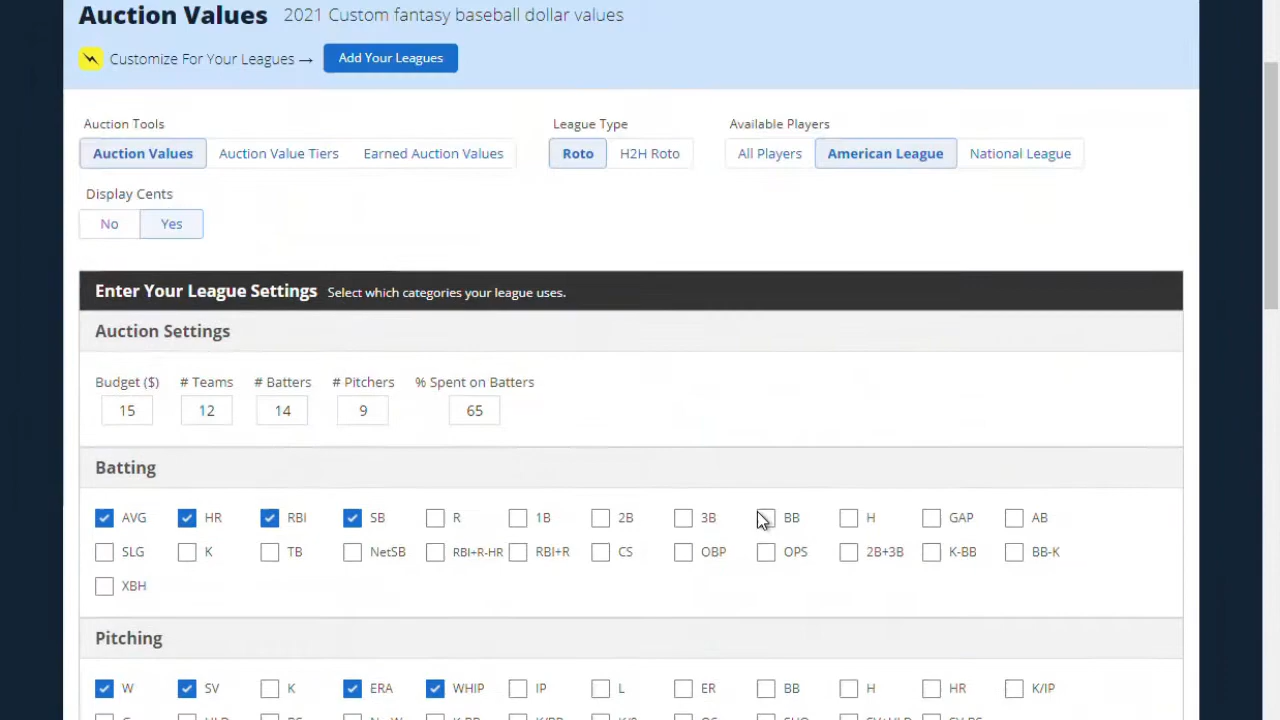 Auction Values 2021 Custom fantasy baseball dollar values
Customize For Your Leagues → Add Your Leagues
Auction Tools League Type Available Players
Auction Values Auction Value Tiers Earned Auction Values Roto H2H Roto All Players American League National League
Display Cents
No Yes
Enter Your League Settings Select which categories your league uses.
Auction Settings
Budget ($) # Teams # Batters # Pitchers % Spent on Batters
15 12 14 9 65
Batting
AVG HR RBI SB R 1B 2B 3B BB H GAP AB
SLG K TB NetSB RBI+R-HR RBI+R CS OBP OPS 2B+3B K-BB BB-K
XBH
Pitching
W SV K ERA WHIP IP L ER BB H HR K/IP